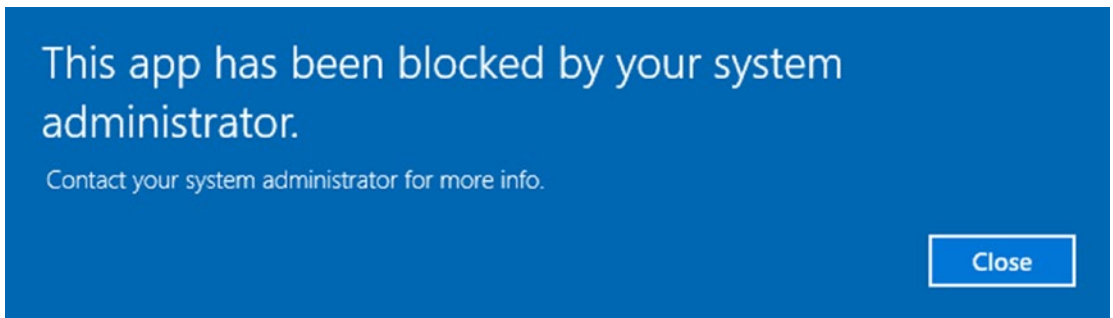 This app has been blocked by your system
administrator.
Contact your system administrator for more info.
Close